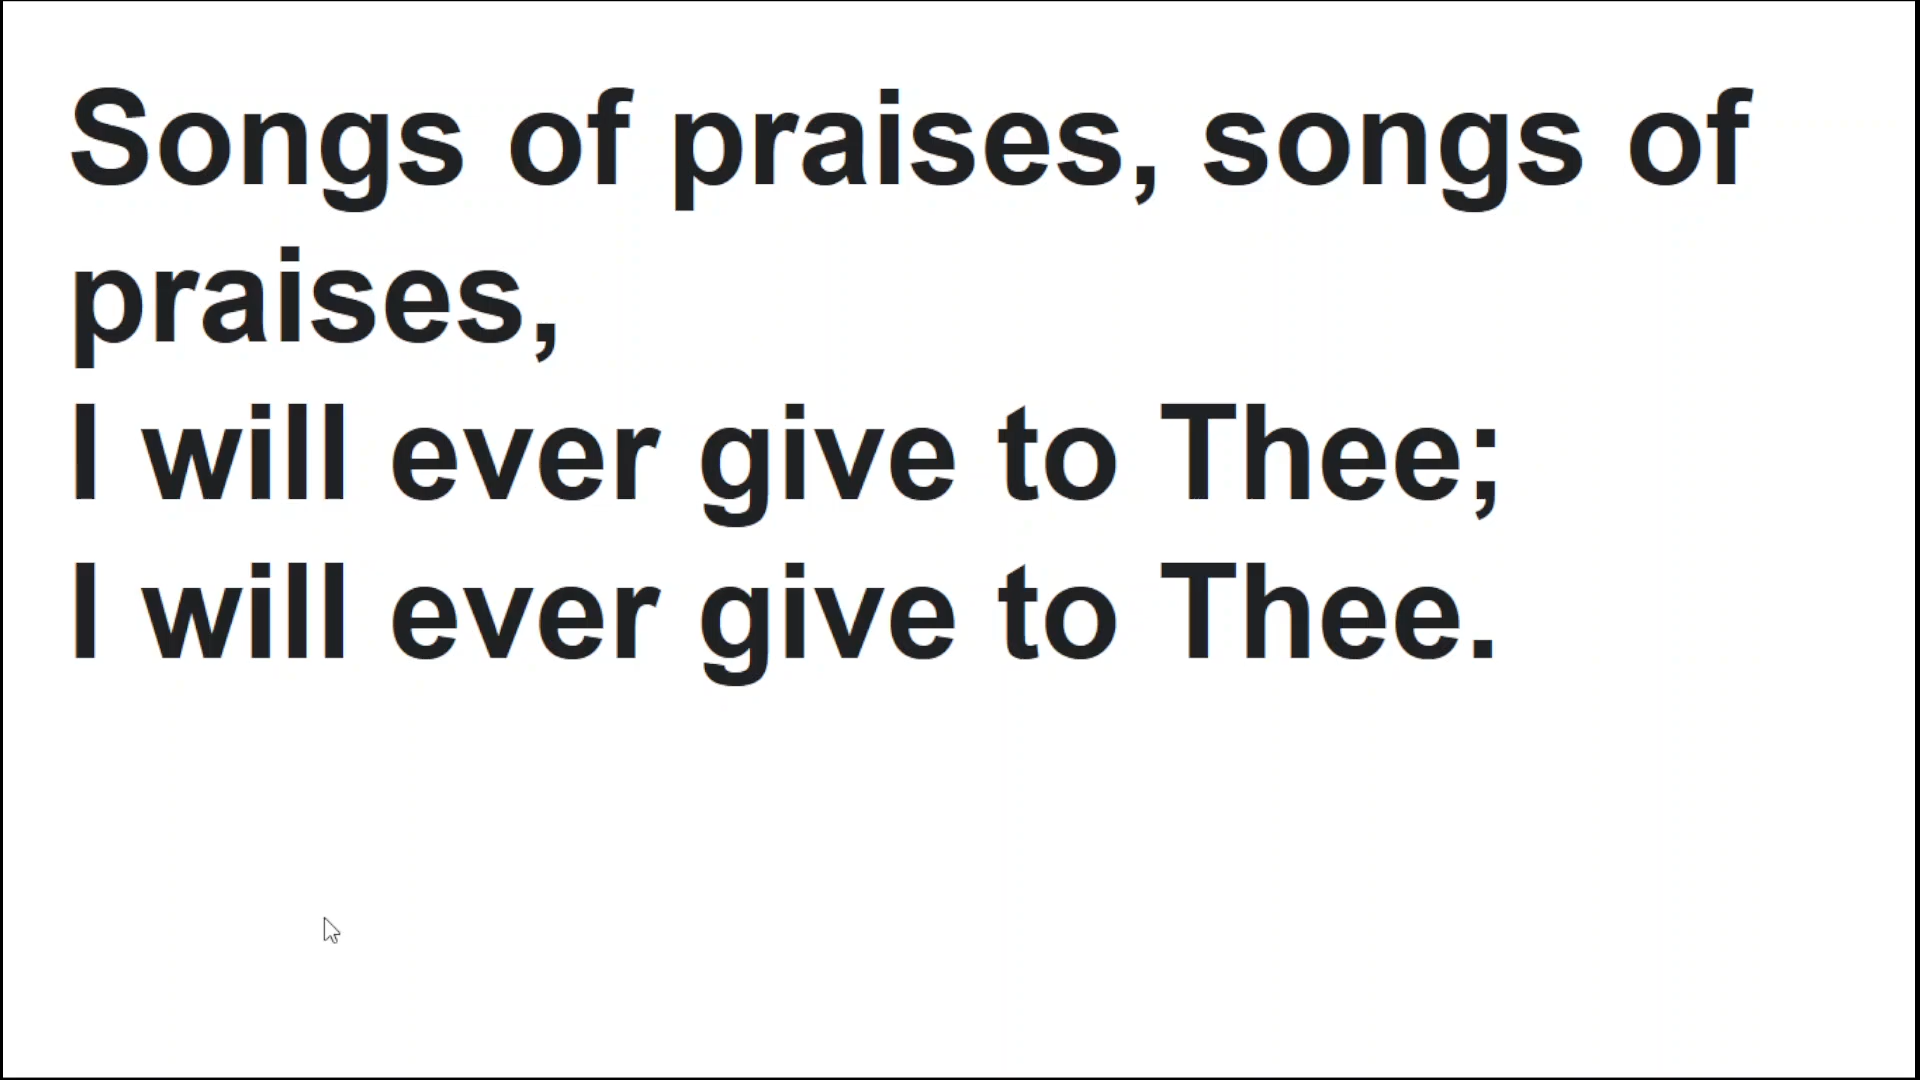 Songs of praises, songs of
praises,
I will ever give to Thee;
I will ever give to Thee.